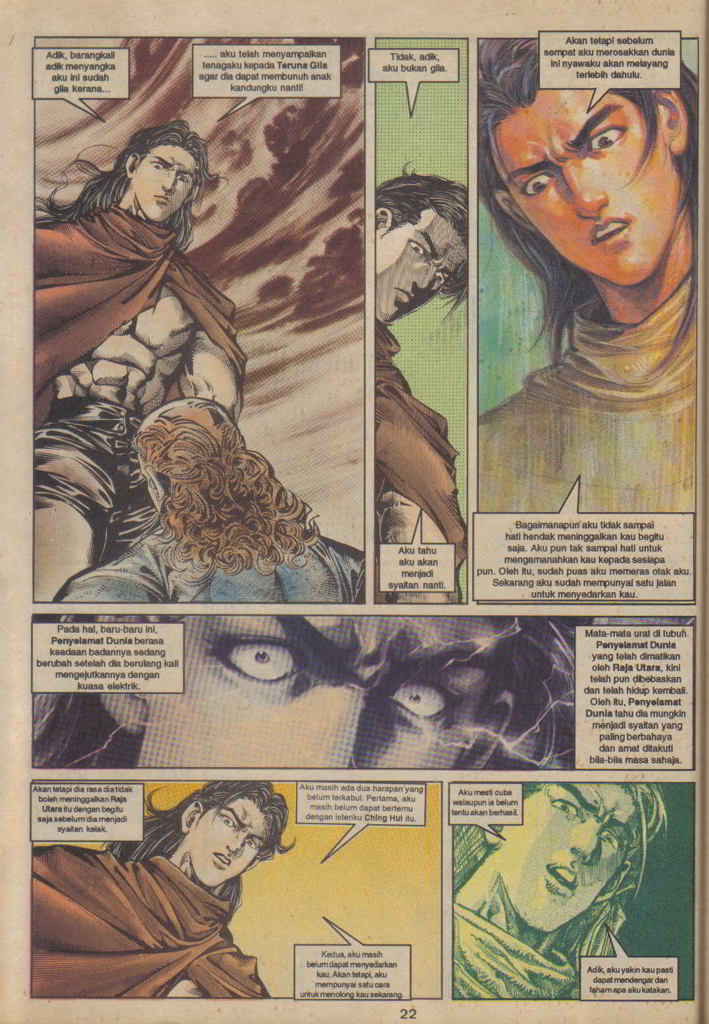 Adik, barangkali
adik menyangka
aku ini sudah
gila kerana...
..... aku telah menyampaikan
tenagaku kepada Teruna Gila
agar dia dapat membunuh anak
kandungku nanti!
Tidak, adik,
aku bukan gila.
Aku tahu
aku akan
menjadi
syaitan nanti.
Akan tetapi sebelum
sempat aku merosakkan dunia
ini nyawaku akan melayang
terlebih dahulu.
Bagaimanapun aku tidak sampai
hati hendak meninggalkan kau begitu
saja. Aku pun tak sampai hati untuk
mengamanahkan kau kepada sesiapa
pun. Oleh itu, sudah puas aku memeras otak aku.
Sekarang aku sudah mempunyai satu jalan
untuk menyedarkan kau.
Pada hal, baru-baru ini,
Penyelamat Dunia berasa
keadaan badannya sedang
berubah setelah dia berulang kali
mengejutkannya dengan
kuasa elektrik.
Mata-mata urat di tubuh
Penyelamat Dunia
yang telah dimatikan
oleh Raja Utara, kini
telah pun dibebaskan
dan telah hidup kembali.
Oleh itu, Penyelamat
Dunia tahu dia mungkin
menjadi syaitan yang
paling berbahaya
dan amat ditakuti
bila-bila masa sahaja.
Akan tetapi dia rasa dia tidak
boleh meninggalkan Raja
Utara itu dengan begitu
saja sebelum dia menjadi
syaitan kelak.
Aku masih ada dua harapan yang
belum terkabul. Pertama, aku
masih belum dapat bertemu
dengan isteriku Ching Hui itu.
Kedua, aku masih
belum dapat menyedarkan
kau. Akan tetapi, aku
mempunyai satu cara
untuk menolong kau sekarang.
Aku mesti cuba
walaupun ia belum
tentu akan berhasil.
Adik, aku yakin kau pasti
dapat mendengar dan
faham apa aku katakan.
22